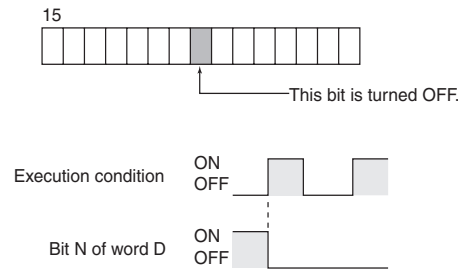 15
This bit is turned OFF.
Execution condition
ON
OFF
Bit N of word D
ON
OFF